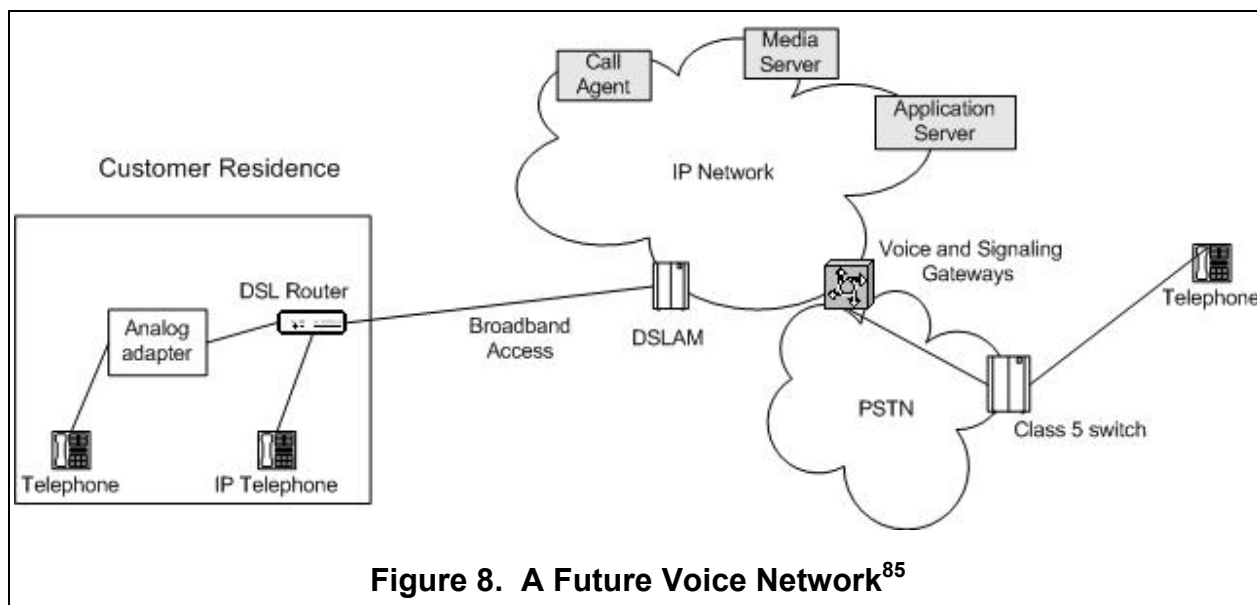 Call
Agent
Media
Server
Application
Server
Customer Residence
IP Network
Voice and Signaling
Gateways
DSL Router
Analog
adapter
Broadband
Access
DSLAM
Telephone
PSTN
Class 5 switch
Telephone
IP Telephone
Figure 8. A Future Voice Network85